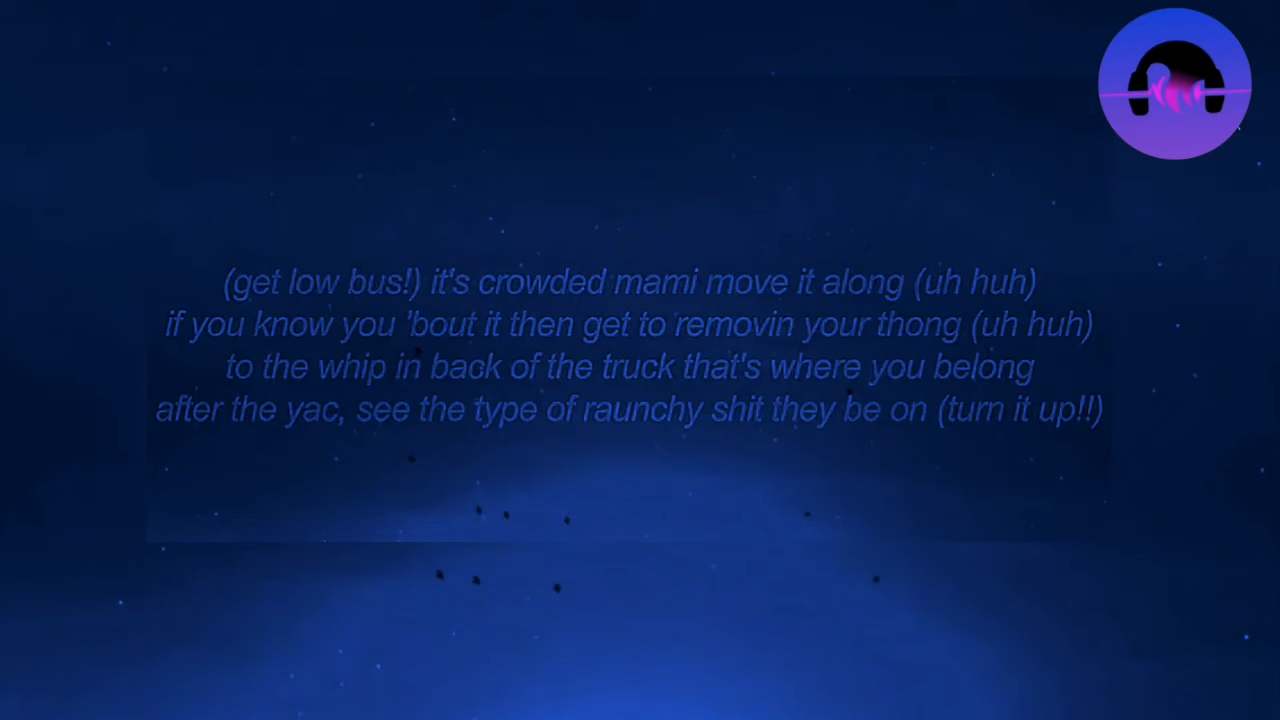 (get low bus!) it's crowded mami move it along (uh huh)
if you know you 'bout it then get to removin your thong (uh huh)
to the whip in back of the truck that's where you belong
after the yac, see the type of raunchy shit they be on (turn it up!!)